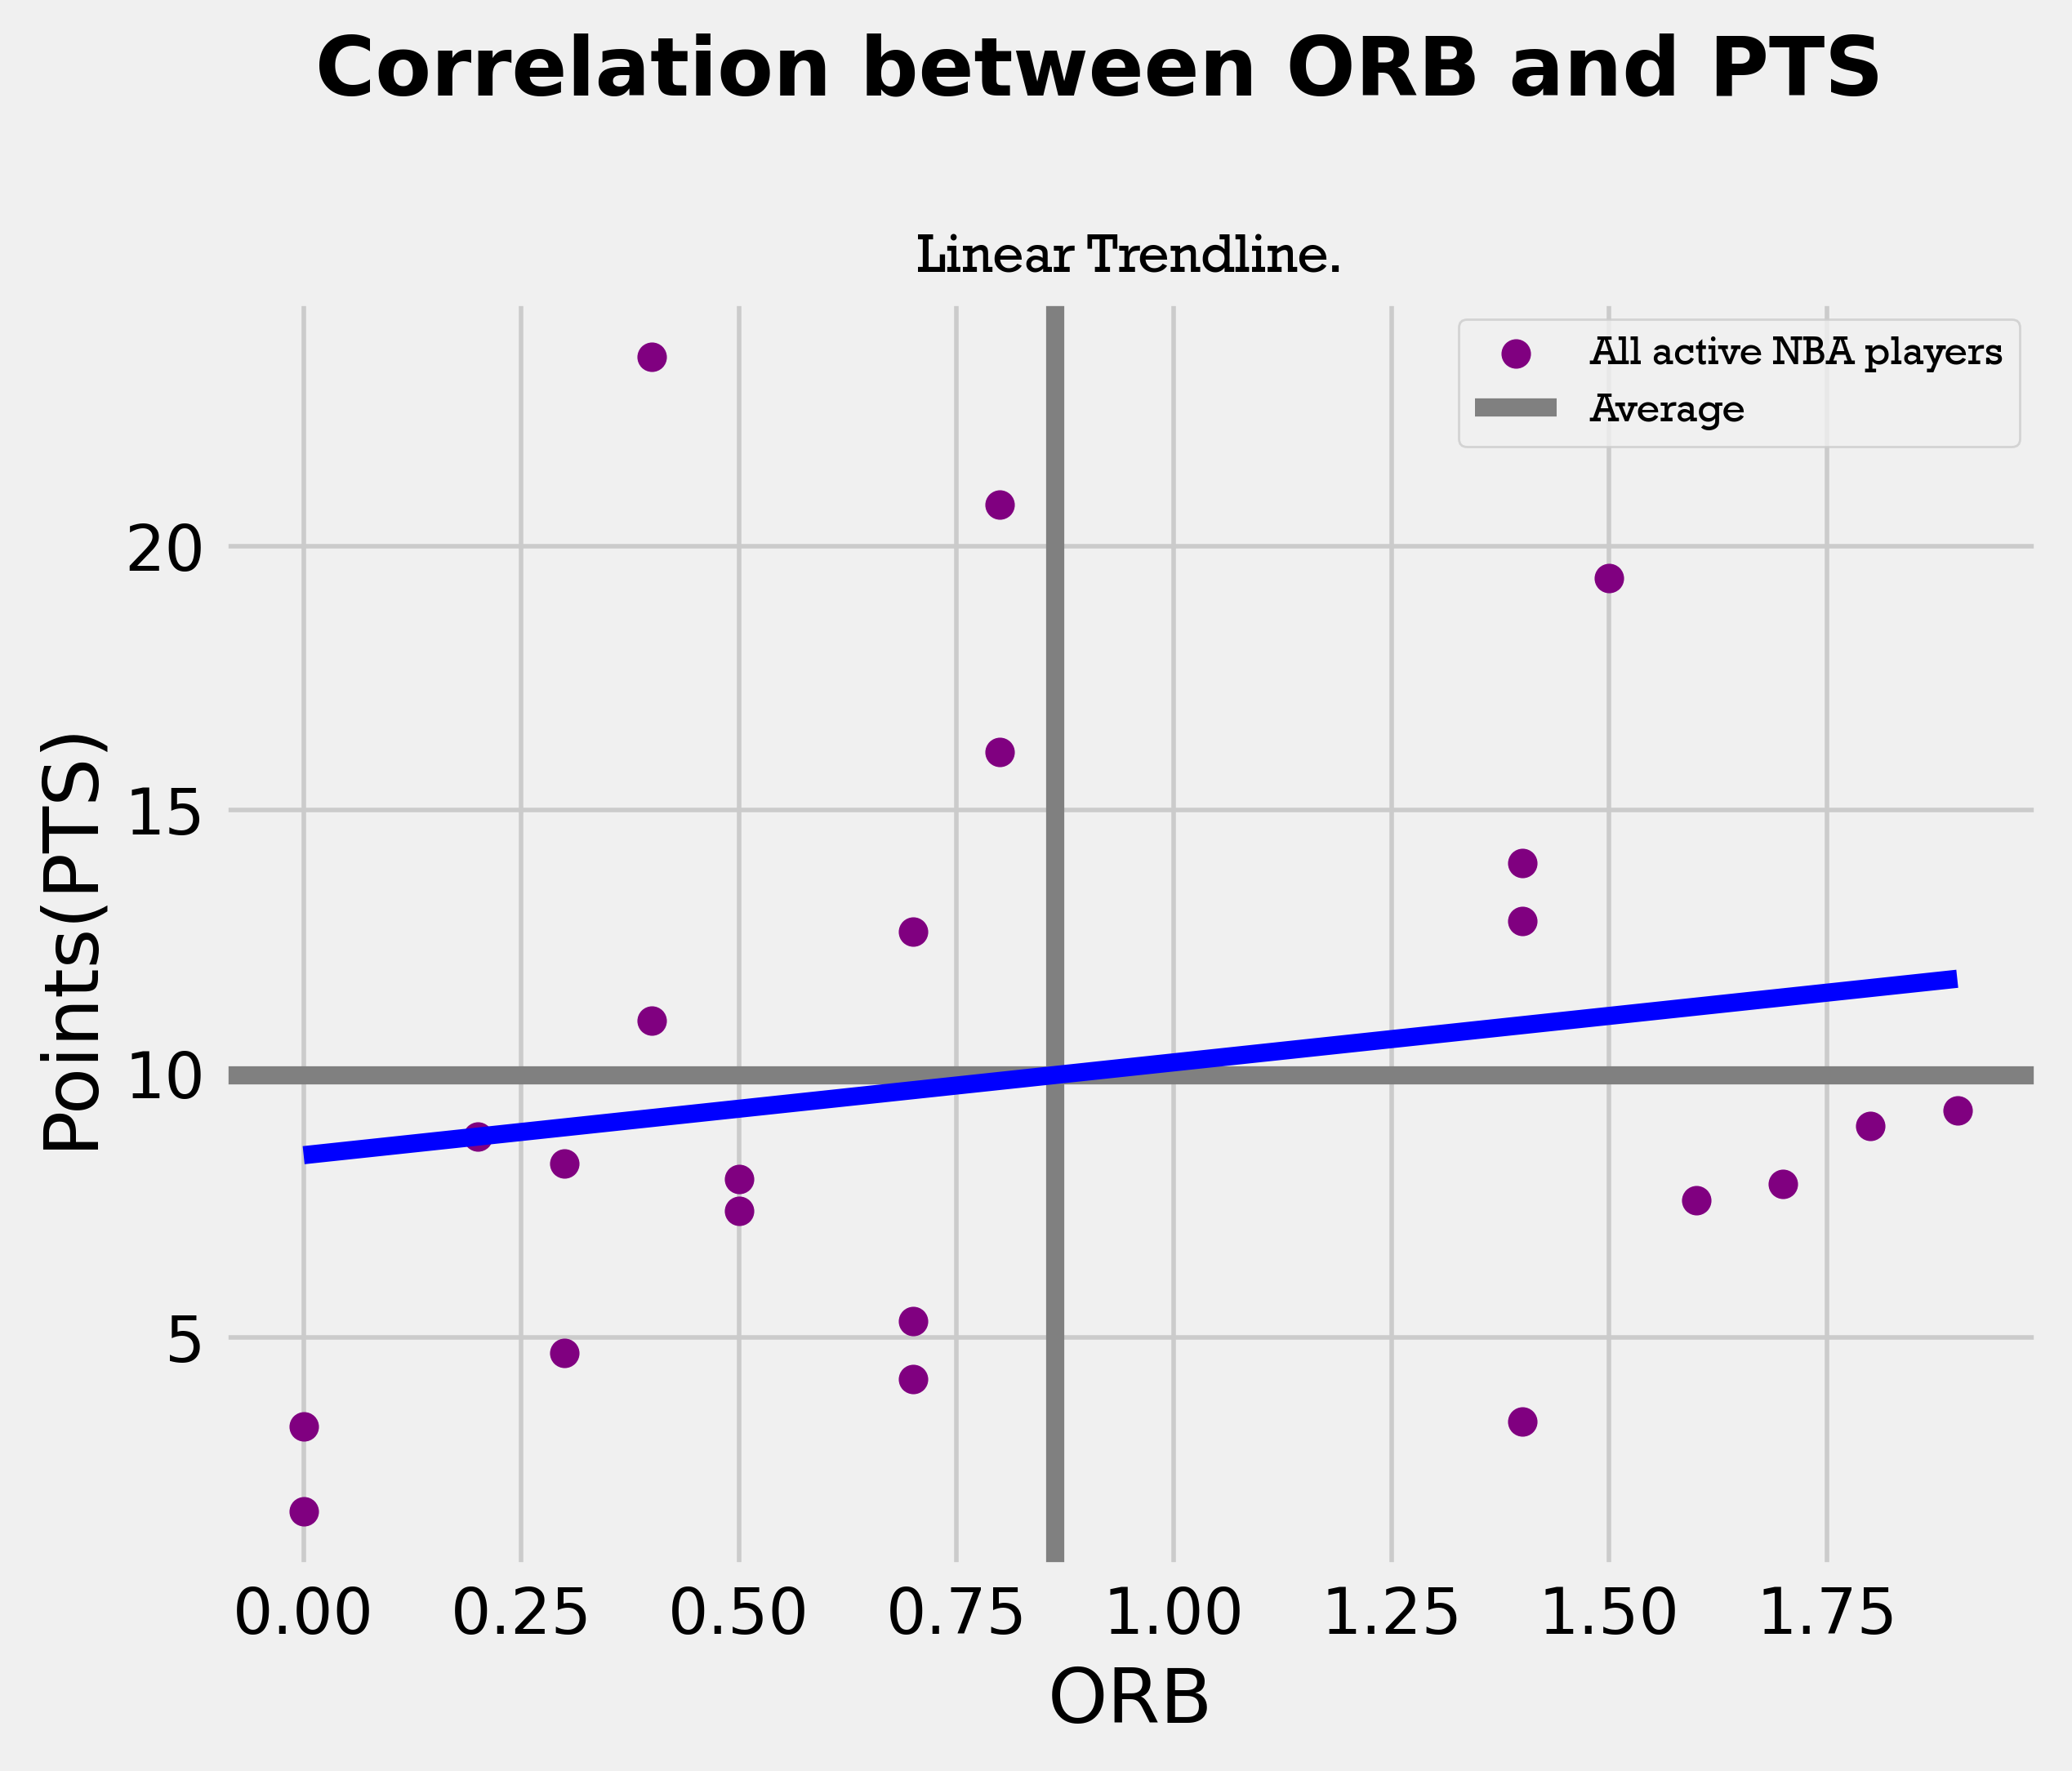 Correlation between ORB and PTS
Linear Trendline.
All active NBA players
Average
Points(PTS)
20
15
10
5
0.00 0.25 0.50 0.75 1.00 1.25 1.50 1.75
ORB